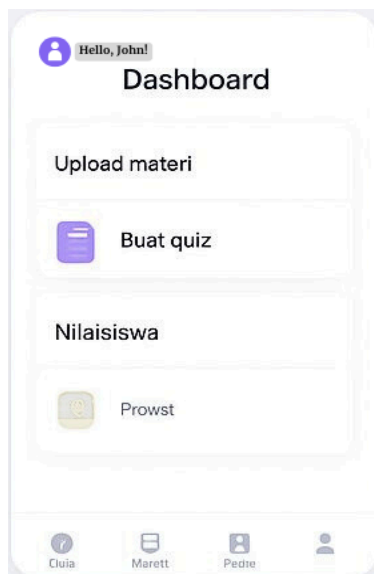 Hello, John!
Dashboard
Upload materi
Buat quiz
Nilaisiswa
Prowst
Cluia
Marett
Pedre